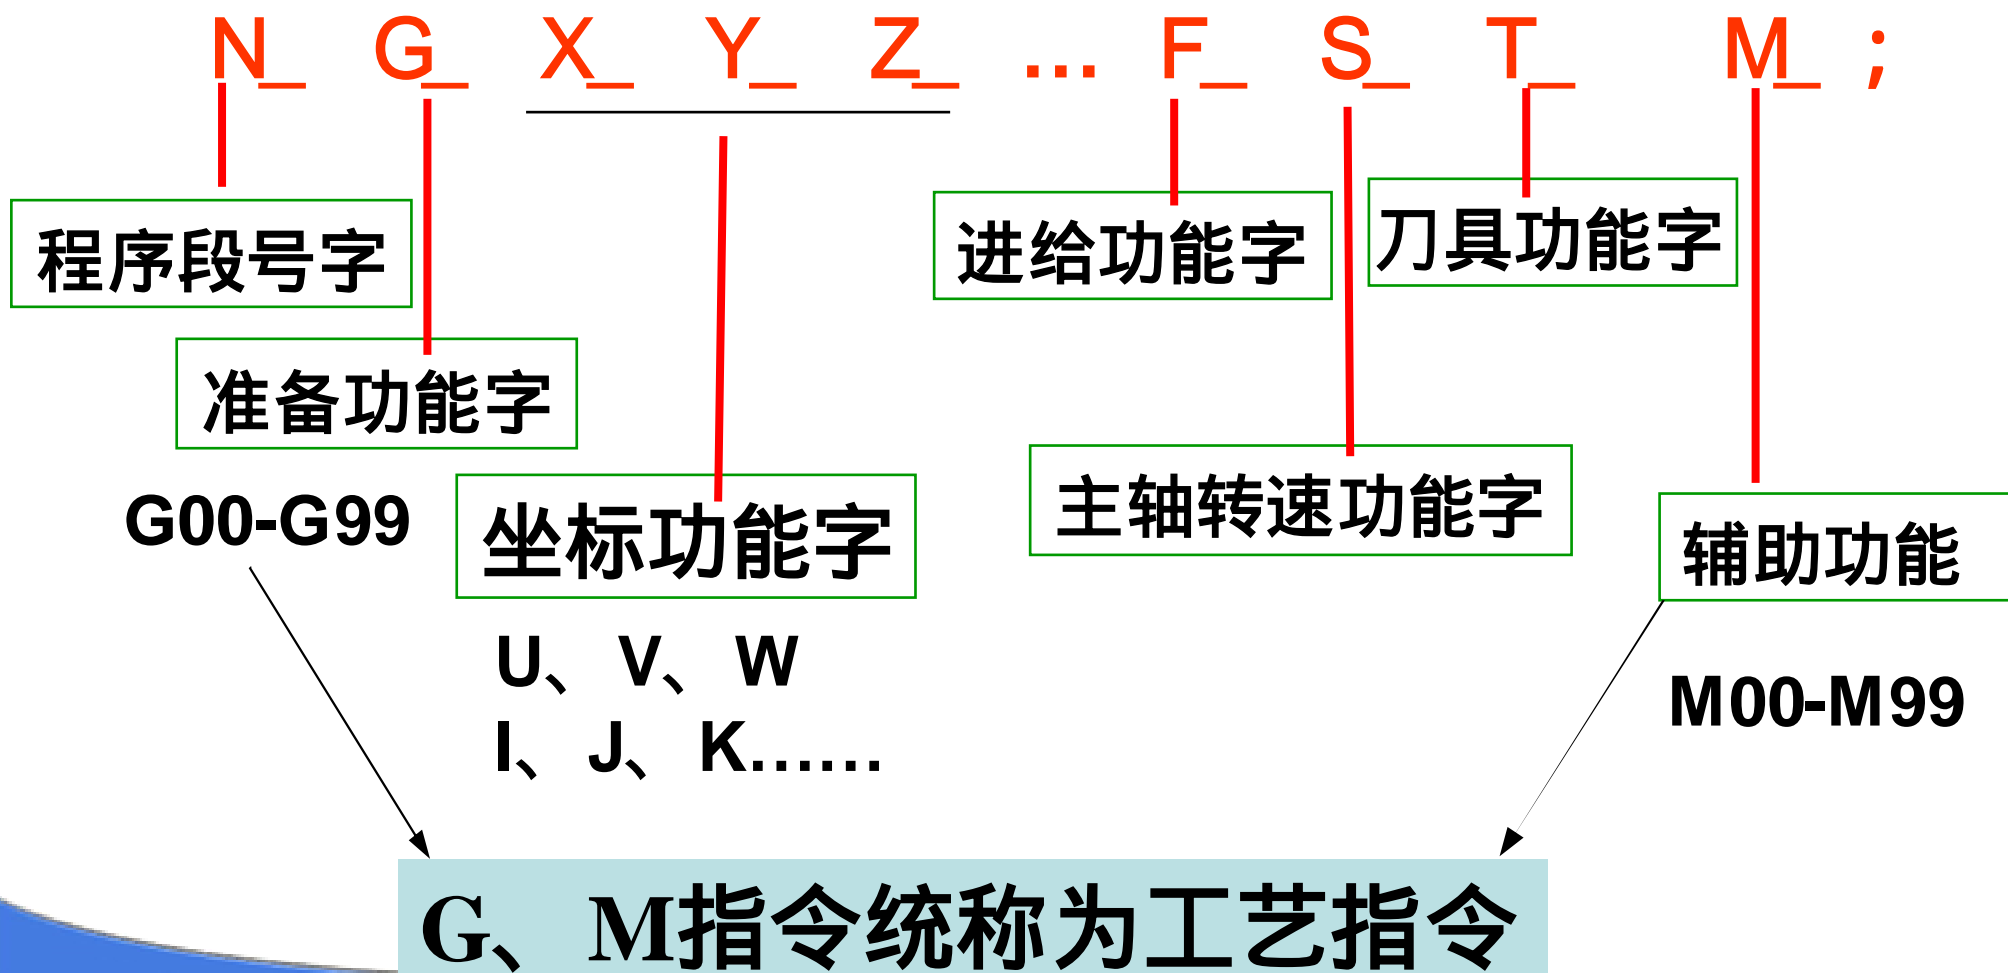 N_ G_ X_ Y_ Z_ … F_ S_ T_ M_ ;
程序段号字
进给功能字
刀具功能字
准备功能字
G00-G99
坐标功能字
主轴转速功能字
辅助功能
U、V、W
I、J、K……
M00-M99
G、M指令统称为工艺指令